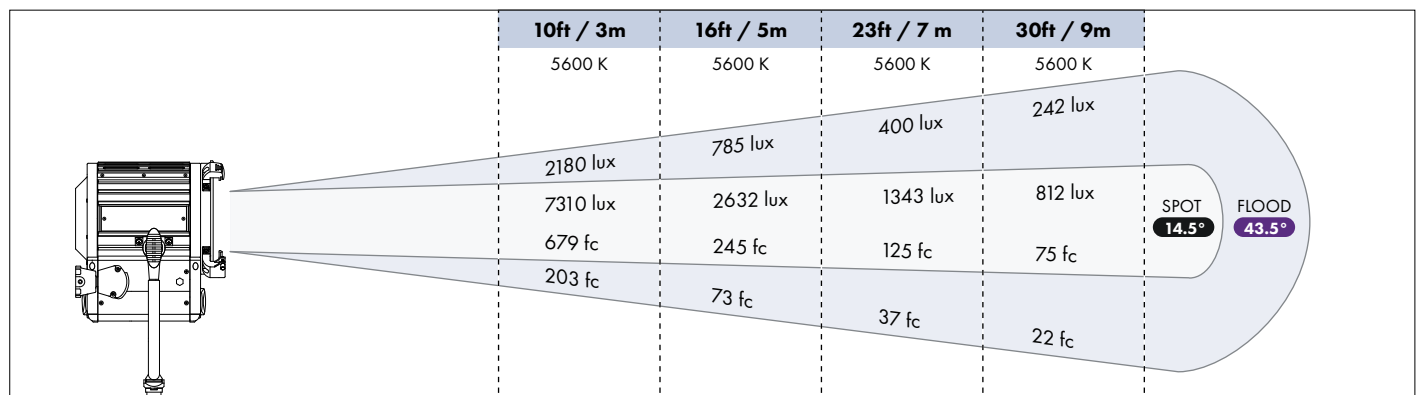 10ft / 3m 16ft / 5m 23ft / 7 m 30ft / 9m
5600 K 5600 K 5600 K 5600 K
2180 lux 785 lux 400 lux 242 lux
7310 lux 2632 lux 1343 lux 812 lux
SPOT FLOOD
14.5° 43.5°
679 fc 245 fc 125 fc 75 fc
203 fc 73 fc 37 fc 22 fc